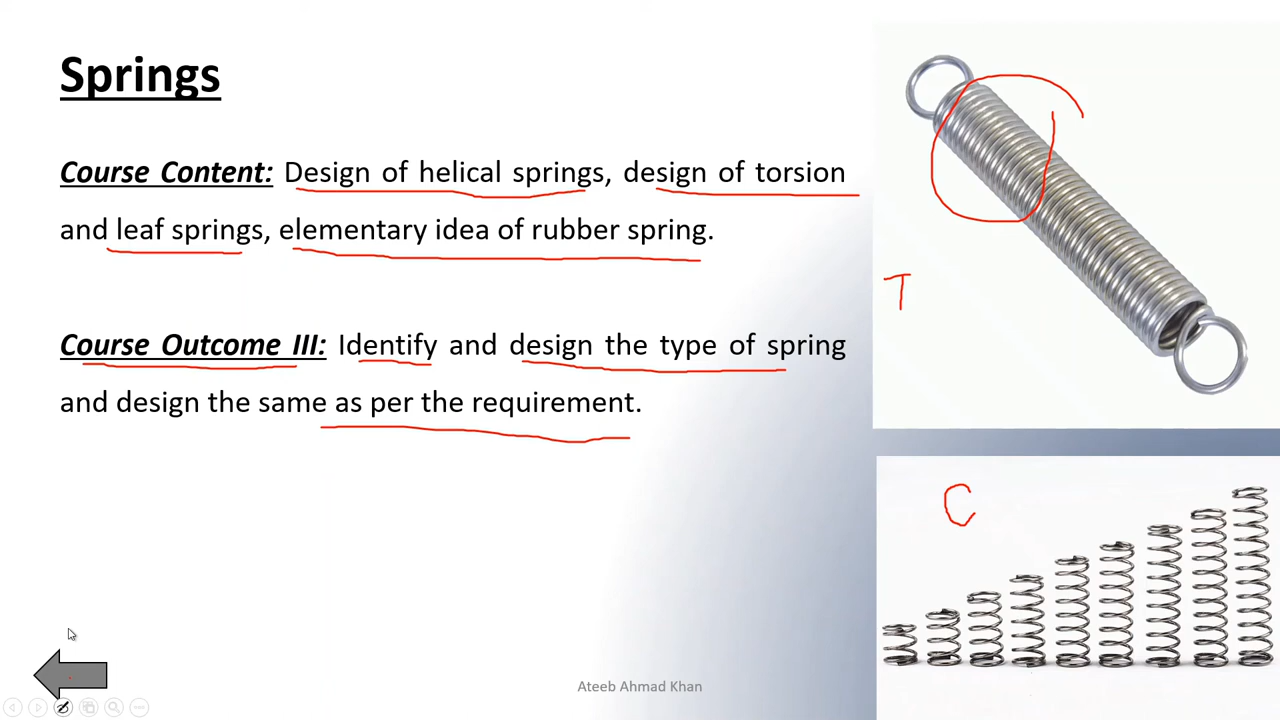 Springs
Course Content: Design of helical springs, design of torsion
and leaf springs, elementary idea of rubber spring.
T
Course Outcome III: Identify and design the type of spring
and design the same as per the requirement.
C
Ateeb Ahmad Khan